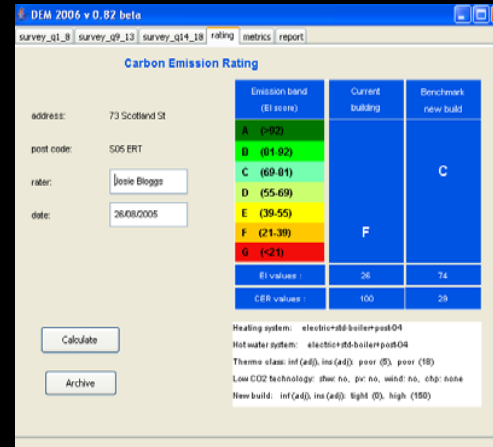 DEM 2006 v 0.82 beta
survey_q1_8 survey_q9_13 survey_q14_18 rating metrics report
Carbon Emission Rating
address: 73 Scotland St
post code: S05 ERT
rater: Josie Bloggs
date: 26/08/2005
Emission band (EI score) Current building Benchmark new build
A (>92)
B (81-92)
C (69-81) C
D (55-69)
E (39-55)
F (21-39) F
G (<21)
EI values : 26 74
CER values : 100 29
Calculate
Archive
Heating system: electric+std-boiler+post-04
Hot water system: electric+std-boiler+post-04
Thermo class: inf (adj), ins (adj): poor (5), poor (18)
Low CO2 technology: shw: no, pv: no, wind: no, chp: none
New build: inf (adj), ins (adj): tight (0), high (150)